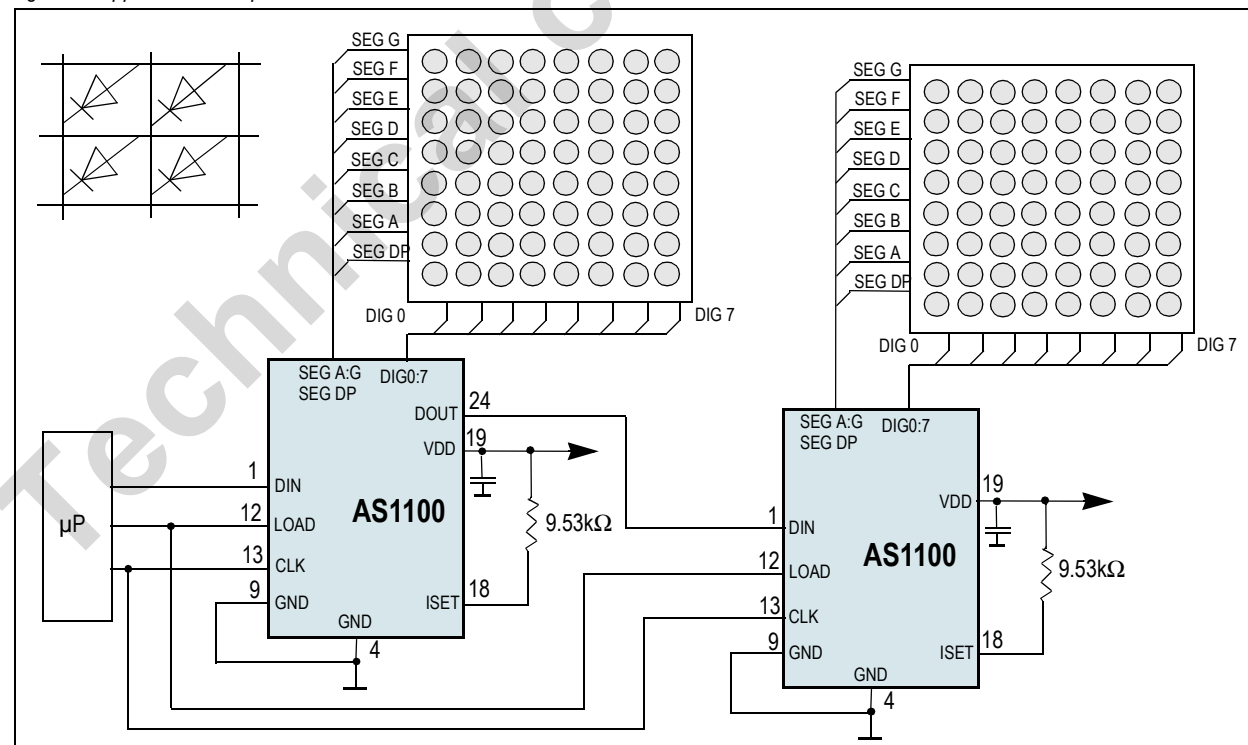 SEG G
SEG F
SEG E
SEG D
SEG C
SEG B
SEG A
SEG DP
DIG 0
DIG 7
SEG G
SEG F
SEG E
SEG D
SEG C
SEG B
SEG A
SEG DP
DIG 0
DIG 7
µP
SEG A:G
SEG DP
DIG0:7
DOUT
24
VDD
19
1
DIN
12
LOAD
AS1100
9.53kΩ
13
CLK
9
GND
ISET
18
GND
4
SEG A:G
SEG DP
DIG0:7
VDD
19
1
DIN
12
LOAD
AS1100
9.53kΩ
13
CLK
9
GND
ISET
18
GND
4
Technical